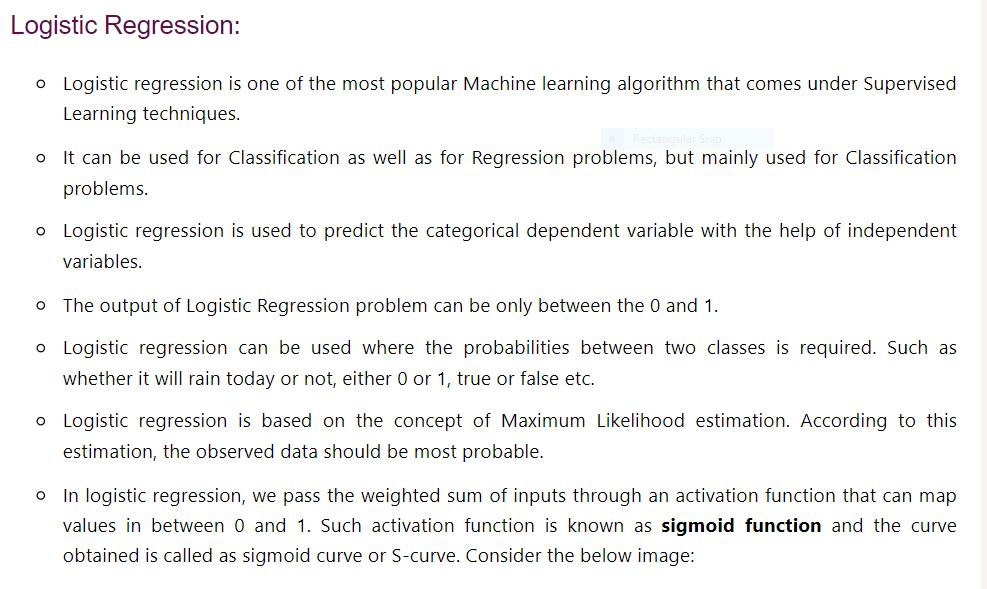 Logistic Regression:
Logistic regression is one of the most popular Machine learning algorithm that comes under Supervised
Learning techniques.
Rectangular Snip
It can be used for Classification as well as for Regression problems, but mainly used for Classification
problems.
Logistic regression is used to predict the categorical dependent variable with the help of independent
variables.
The output of Logistic Regression problem can be only between the 0 and 1.
Logistic regression can be used where the probabilities between two classes is required. Such as
whether it will rain today or not, either 0 or 1, true or false etc.
Logistic regression is based on the concept of Maximum Likelihood estimation. According to this
estimation, the observed data should be most probable.
In logistic regression, we pass the weighted sum of inputs through an activation function that can map
values in between 0 and 1. Such activation function is known as sigmoid function and the curve
obtained is called as sigmoid curve or S-curve. Consider the below image: